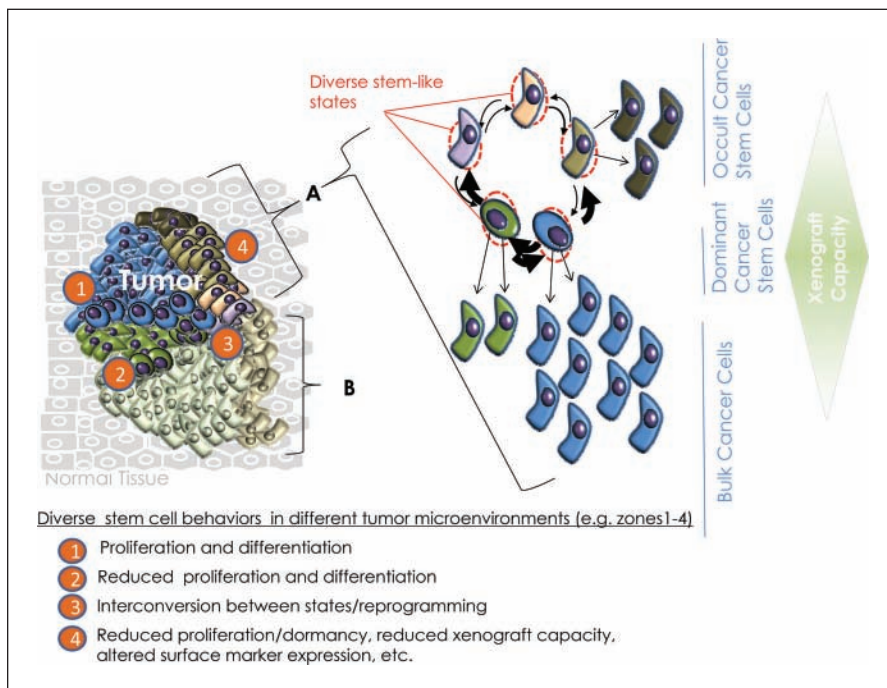 Diverse stem-like
states
A
4
1
Tumor
3
2
B
Normal Tissue
Occult Cancer
Stem Cells
Dominant
Cancer
Stem Cells
Bulk Cancer Cells
Xenograft
Capacity
Diverse stem cell behaviors in different tumor microenvironments (e.g. zones1-4)
1 Proliferation and differentiation
2 Reduced proliferation and differentiation
3 Interconversion between states/reprogramming
4 Reduced proliferation/dormancy, reduced xenograft capacity,
altered surface marker expression, etc.